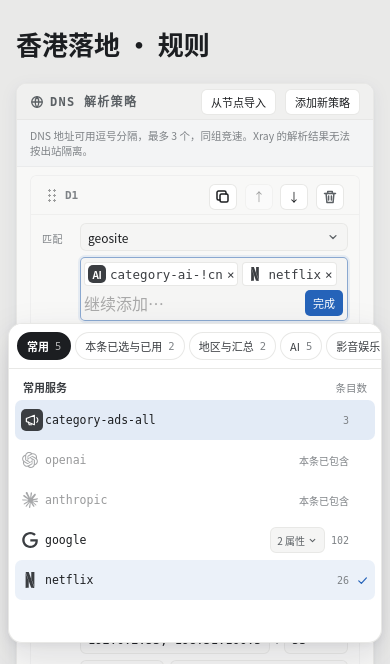 香港落地 • 规则
DNS 解析策略
从节点导入
添加新策略
DNS 地址可用逗号分隔，最多 3 个，同组竞速。Xray 的解析结果无法
按出站隔离。
D1
匹配
geosite
AI category-ai-!cn ×
netflix ×
继续添加…
完成
常用 5
本条已选与已用 2
地区与汇总 2
AI 5
影音娱乐
常用服务
条目数
category-ads-all
3
openai
本条已包含
anthropic
本条已包含
google
2 属性
102
netflix
26